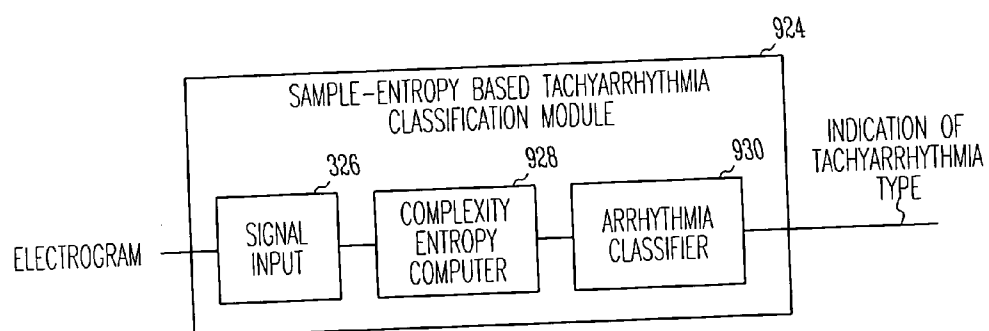 924
SAMPLE-ENTROPY BASED TACHYARRHYTHMIA
CLASSIFICATION MODULE
INDICATION OF
TACHYARRHYTHMIA
TYPE
326
928
930
ELECTROGRAM
SIGNAL
INPUT
COMPLEXITY
ENTROPY
COMPUTER
ARRHYTHMIA
CLASSIFIER